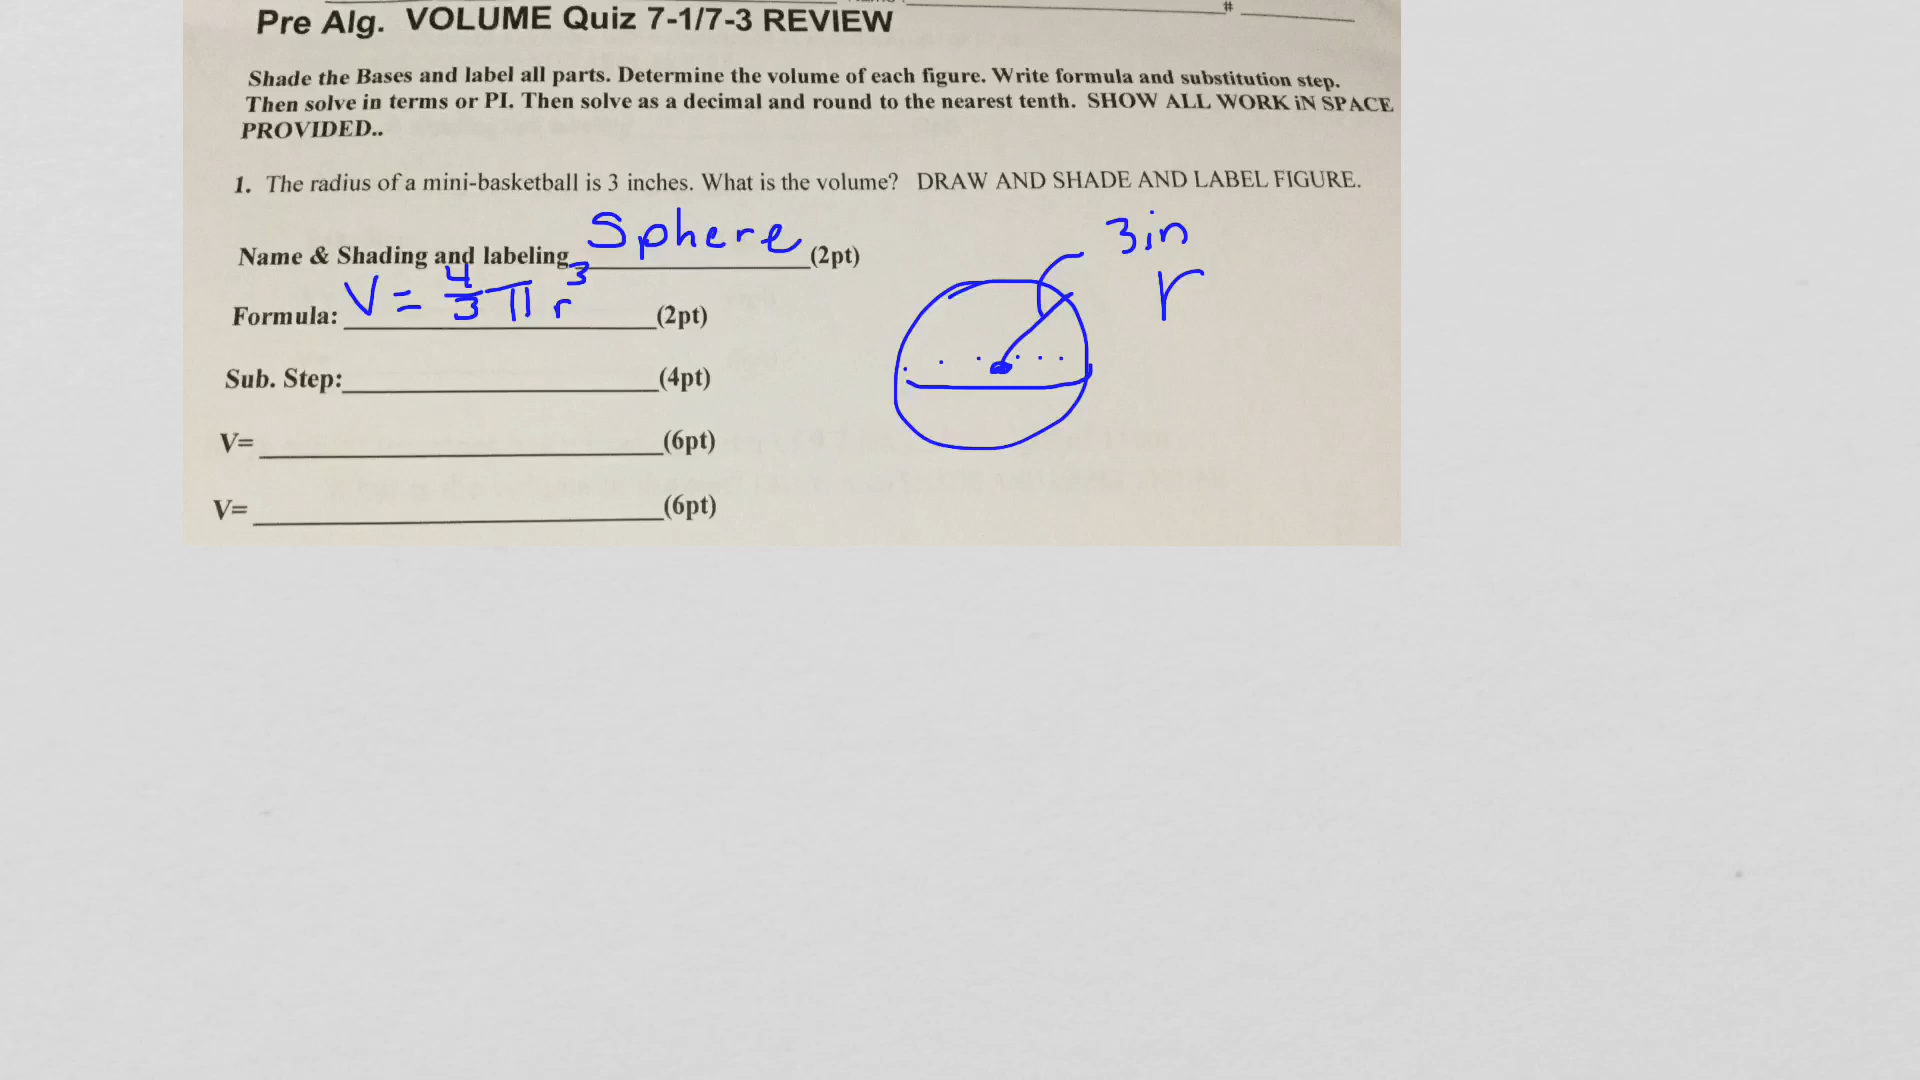 #
Pre Alg. VOLUME Quiz 7-1/7-3 REVIEW
Shade the Bases and label all parts. Determine the volume of each figure. Write formula and substitution step.
Then solve in terms or PI. Then solve as a decimal and round to the nearest tenth. SHOW ALL WORK iN SPACE
PROVIDED..
1. The radius of a mini-basketball is 3 inches. What is the volume? DRAW AND SHADE AND LABEL FIGURE.
Name & Shading and labeling Sphere (2pt)
3in
r
Formula: V = 4/3 π r³ (2pt)
Sub. Step: (4pt)
V= (6pt)
V= (6pt)